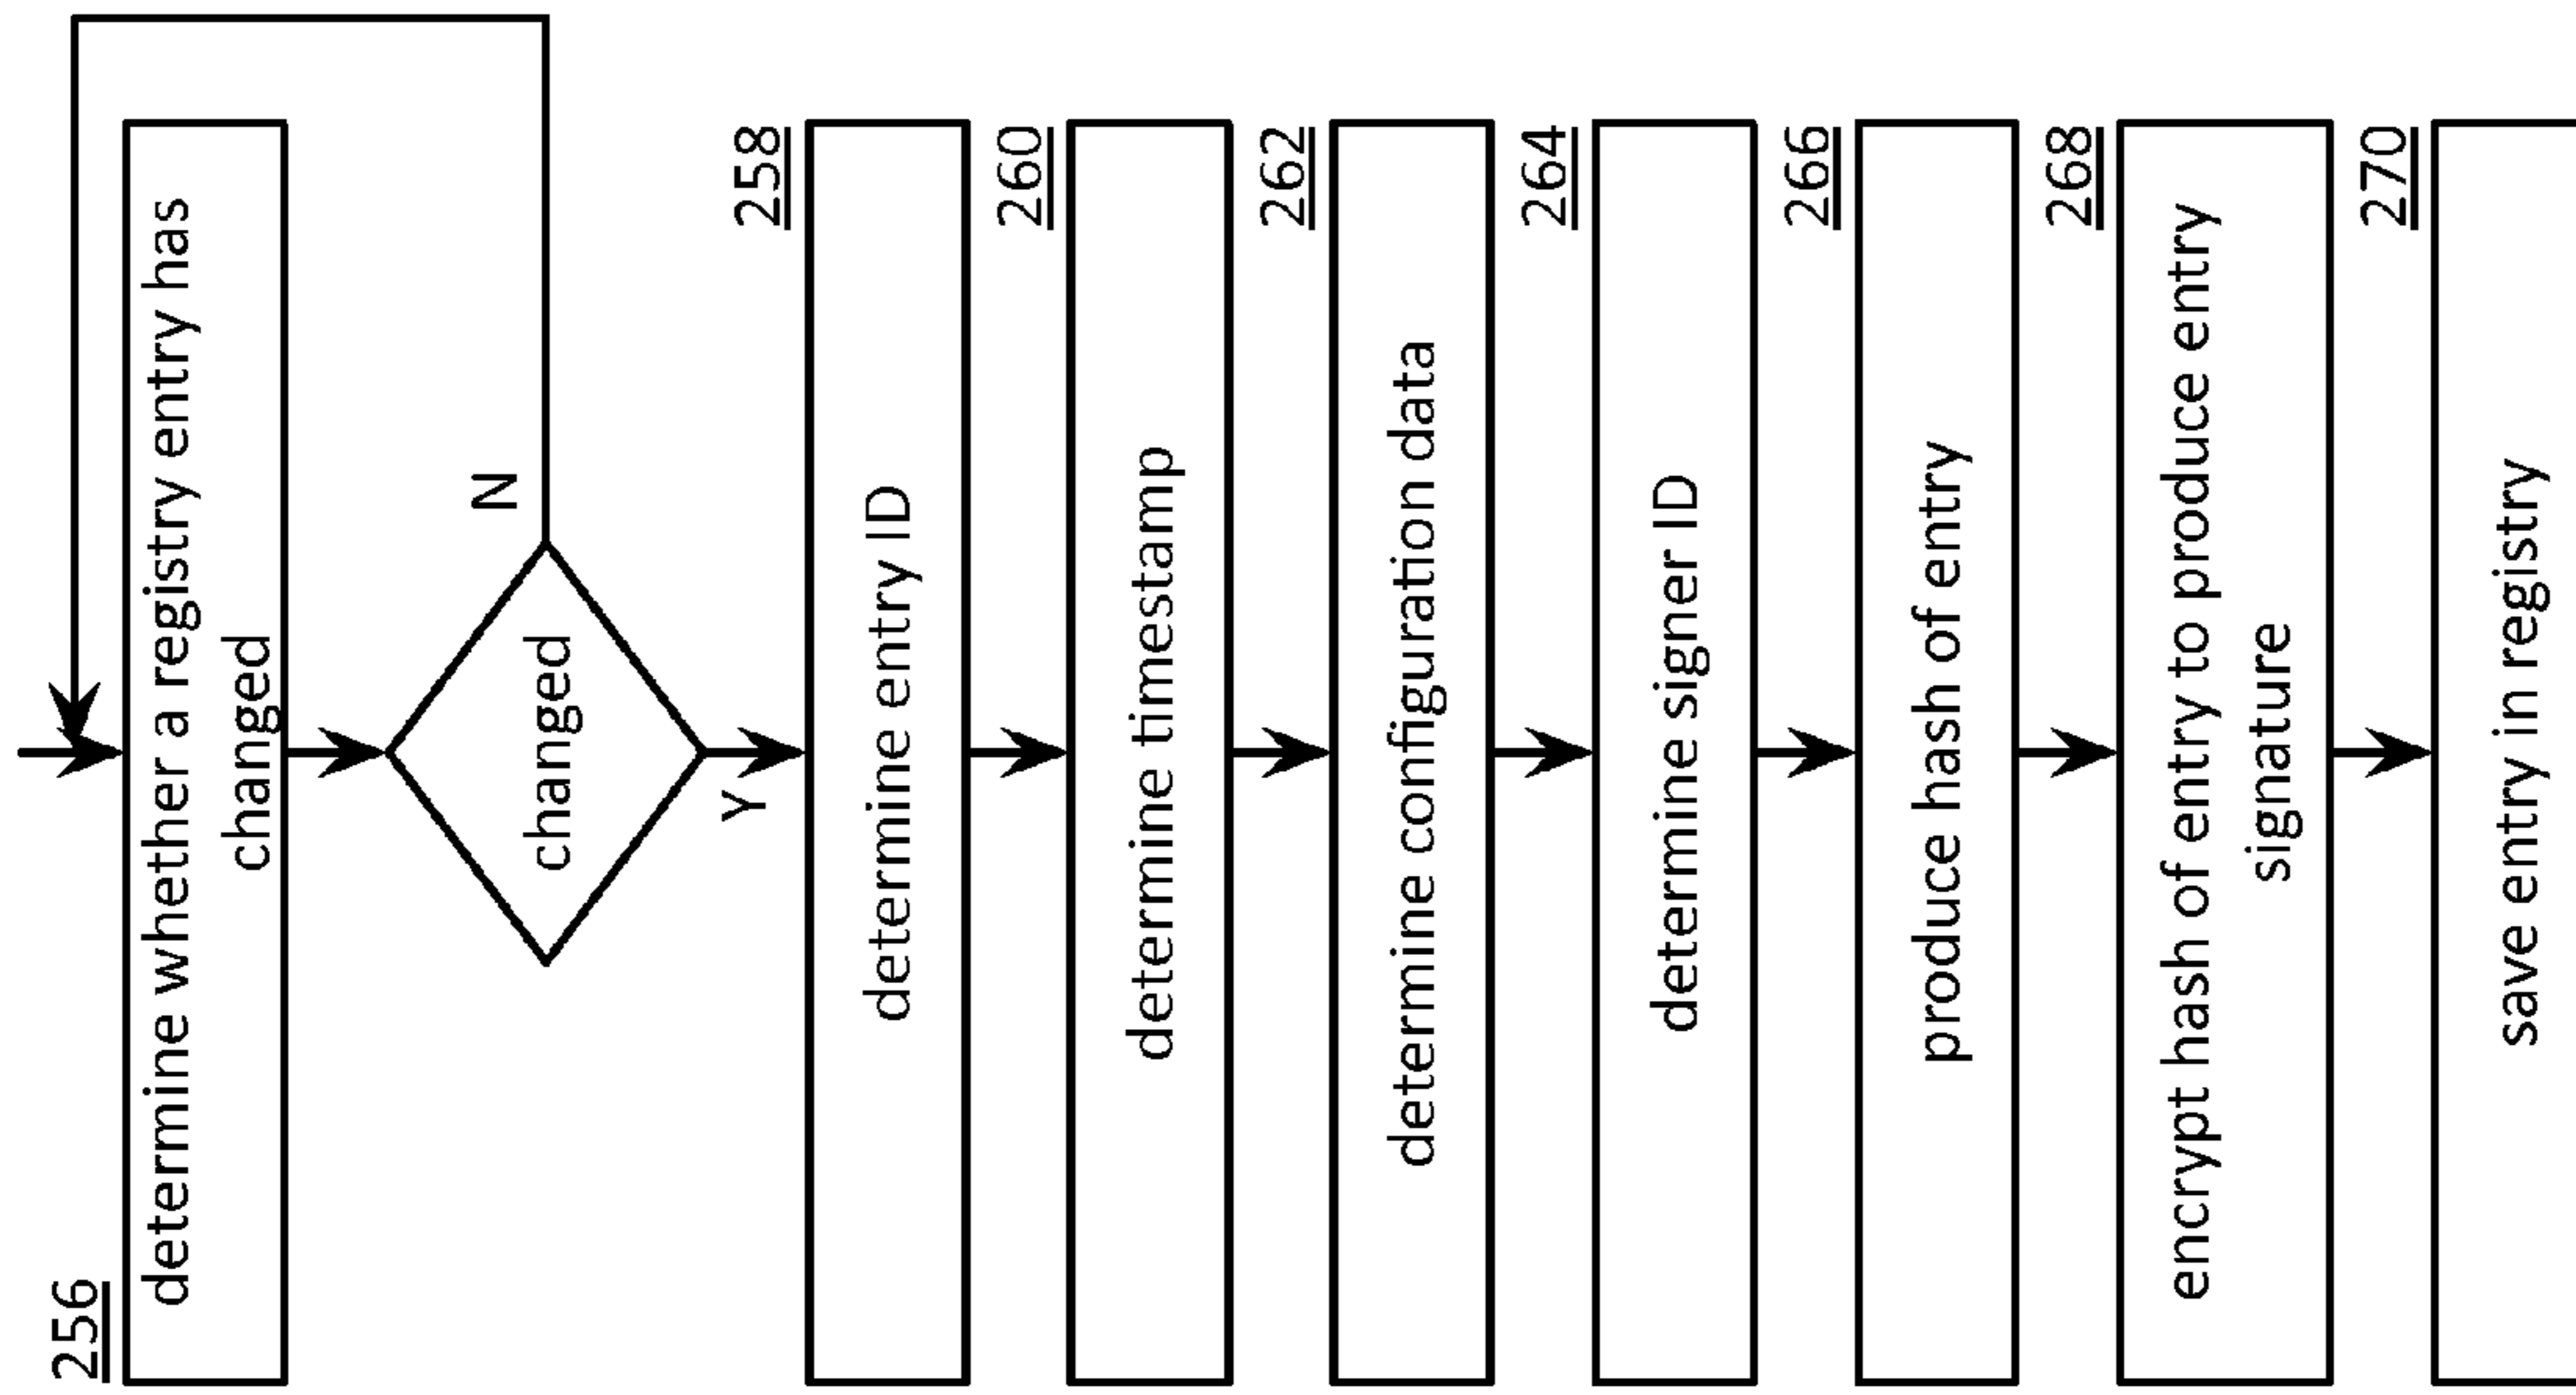 256
determine whether a registry entry has
changed
changed
N
Y
258
determine entry ID
260
determine timestamp
262
determine configuration data
264
determine signer ID
266
produce hash of entry
268
encrypt hash of entry to produce entry
signature
270
save entry in registry